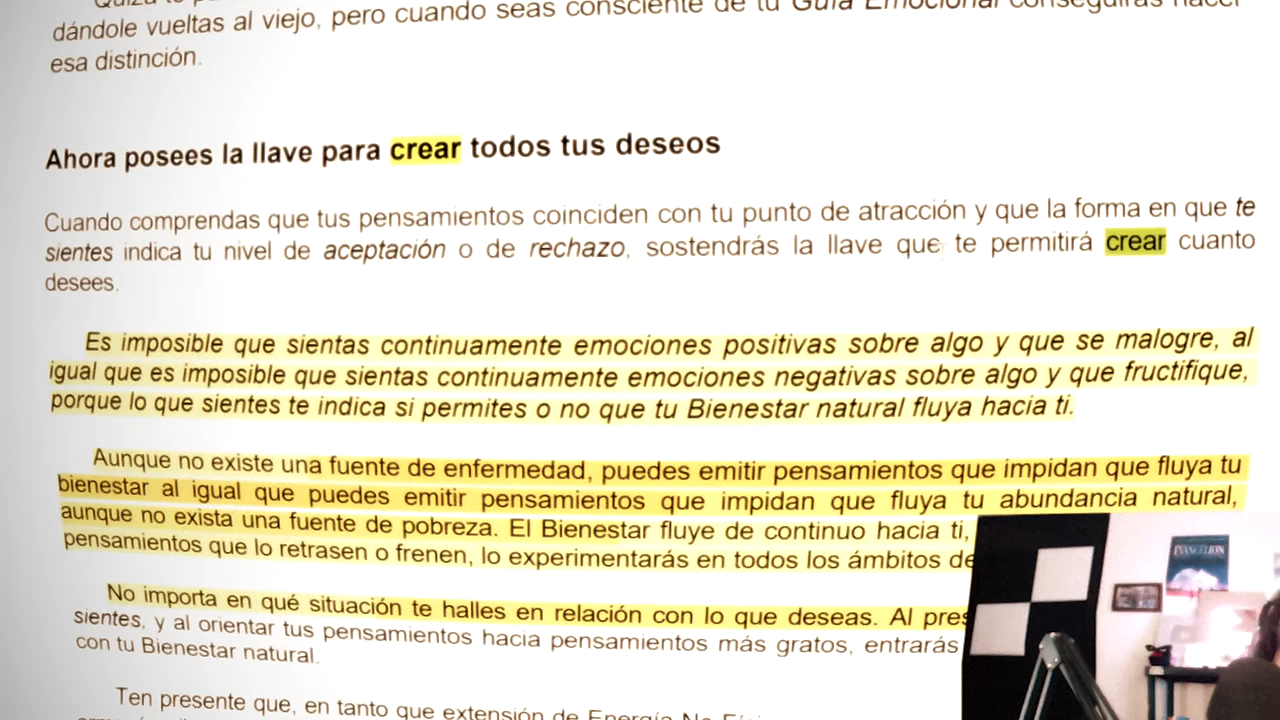 dándole vueltas al viejo, pero cuando seas consciente de tu Guía Emocional conseguirás hacer
esa distinción.
Ahora posees la llave para crear todos tus deseos
Cuando comprendas que tus pensamientos coinciden con tu punto de atracción y que la forma en que te
sientes indica tu nivel de aceptación o de rechazo, sostendrás la llave que te permitirá crear cuanto
desees.
Es imposible que sientas continuamente emociones positivas sobre algo y que se malogre, al
igual que es imposible que sientas continuamente emociones negativas sobre algo y que fructifique,
porque lo que sientes te indica si permites o no que tu Bienestar natural fluya hacia ti.
Aunque no existe una fuente de enfermedad, puedes emitir pensamientos que impidan que fluya tu
bienestar al igual que puedes emitir pensamientos que impidan que fluya tu abundancia natural,
aunque no exista una fuente de pobreza. El Bienestar fluye de continuo hacia ti,
pensamientos que lo retrasen o frenen, lo experimentarás en todos los ámbitos de
No importa en qué situación te halles en relación con lo que deseas. Al pres
sientes, y al orientar tus pensamientos hacia pensamientos más gratos, entrarás
con tu Bienestar natural.
Ten presente que, en tanto que extensión de Energía No
EVANGELION